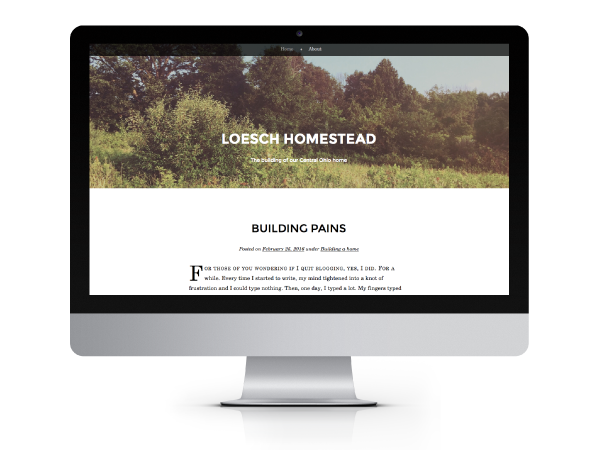 Home • About
LOESCH HOMESTEAD
The building of our Central Ohio home
BUILDING PAINS
Posted on February 26, 2016 under Building a home
FOR THOSE OF YOU WONDERING IF I QUIT BLOGGING, YES, I DID. FOR A
while. Every time I started to write, my mind tightened into a knot of
frustration and I could type nothing. Then, one day, I typed a lot. My fingers typed